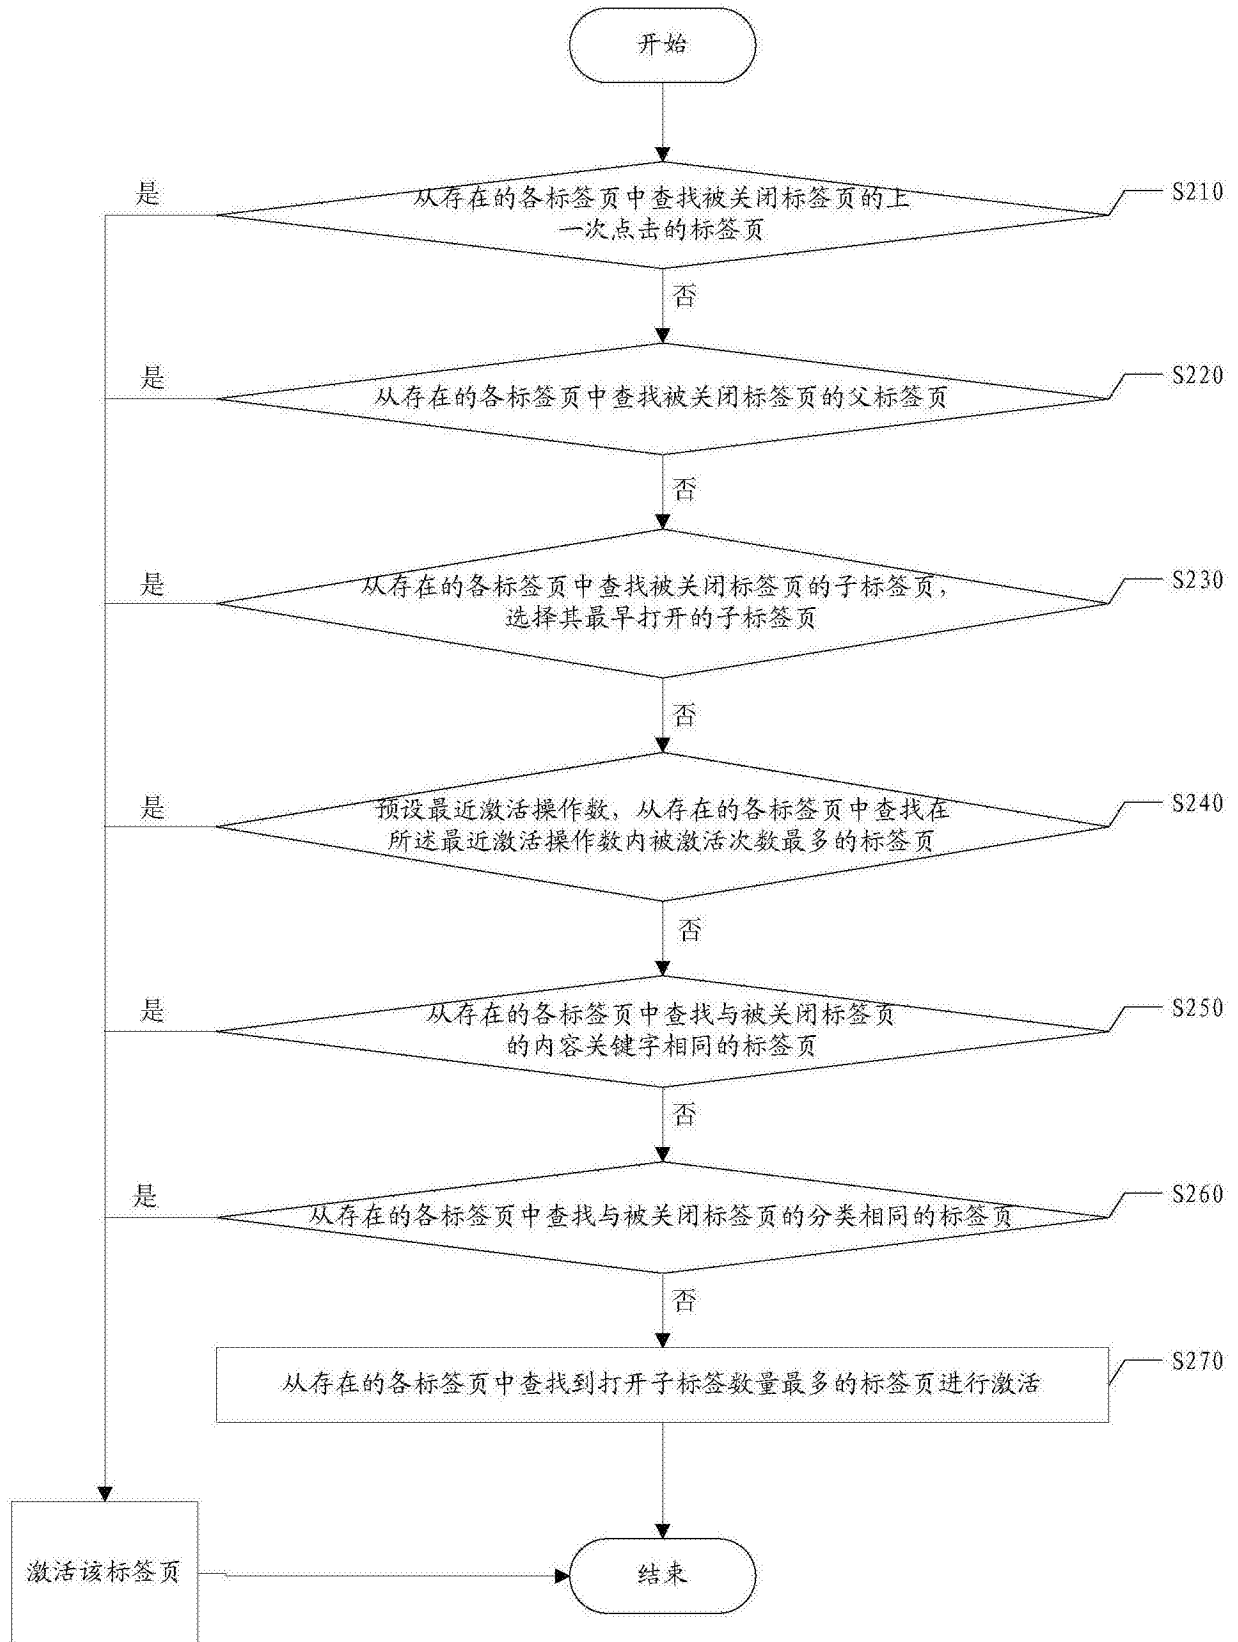 开始
是
从存在的各标签页中查找被关闭标签页的上
一次点击的标签页
S210
否
是
从存在的各标签页中查找被关闭标签页的父标签页
S220
否
是
从存在的各标签页中查找被关闭标签页的子标签页，
选择其最早打开的子标签页
S230
否
是
预设最近激活操作数，从存在的各标签页中查找在
所述最近激活操作数内被激活次数最多的标签页
S240
否
是
从存在的各标签页中查找与被关闭标签页
的内容关键字相同的标签页
S250
否
是
从存在的各标签页中查找与被关闭标签页的分类相同的标签页
S260
否
从存在的各标签页中查找到打开子标签数量最多的标签页进行激活
S270
激活该标签页
结束